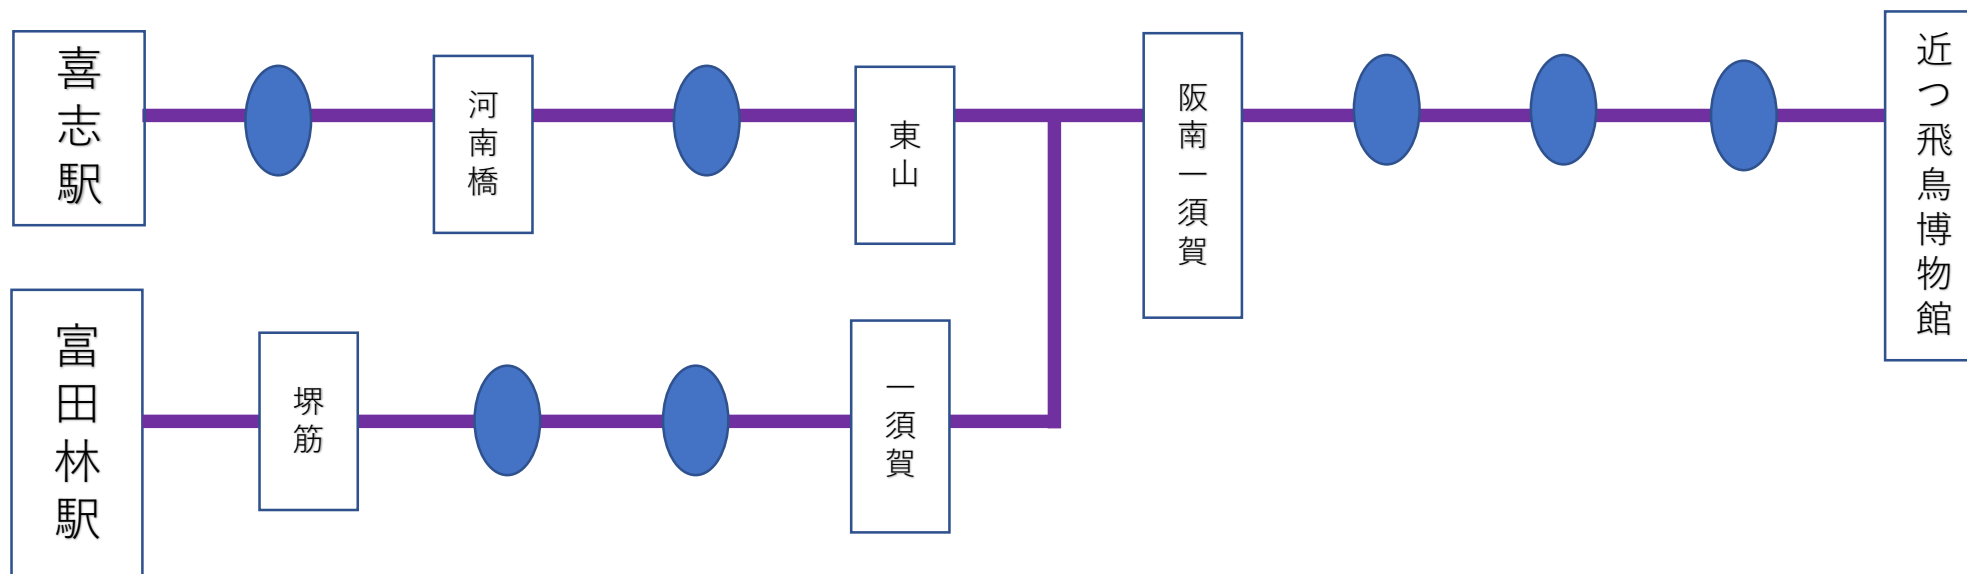 喜志駅
河南橋
東山
阪南一須賀
近つ飛鳥博物館
富田林駅
堺筋
一須賀